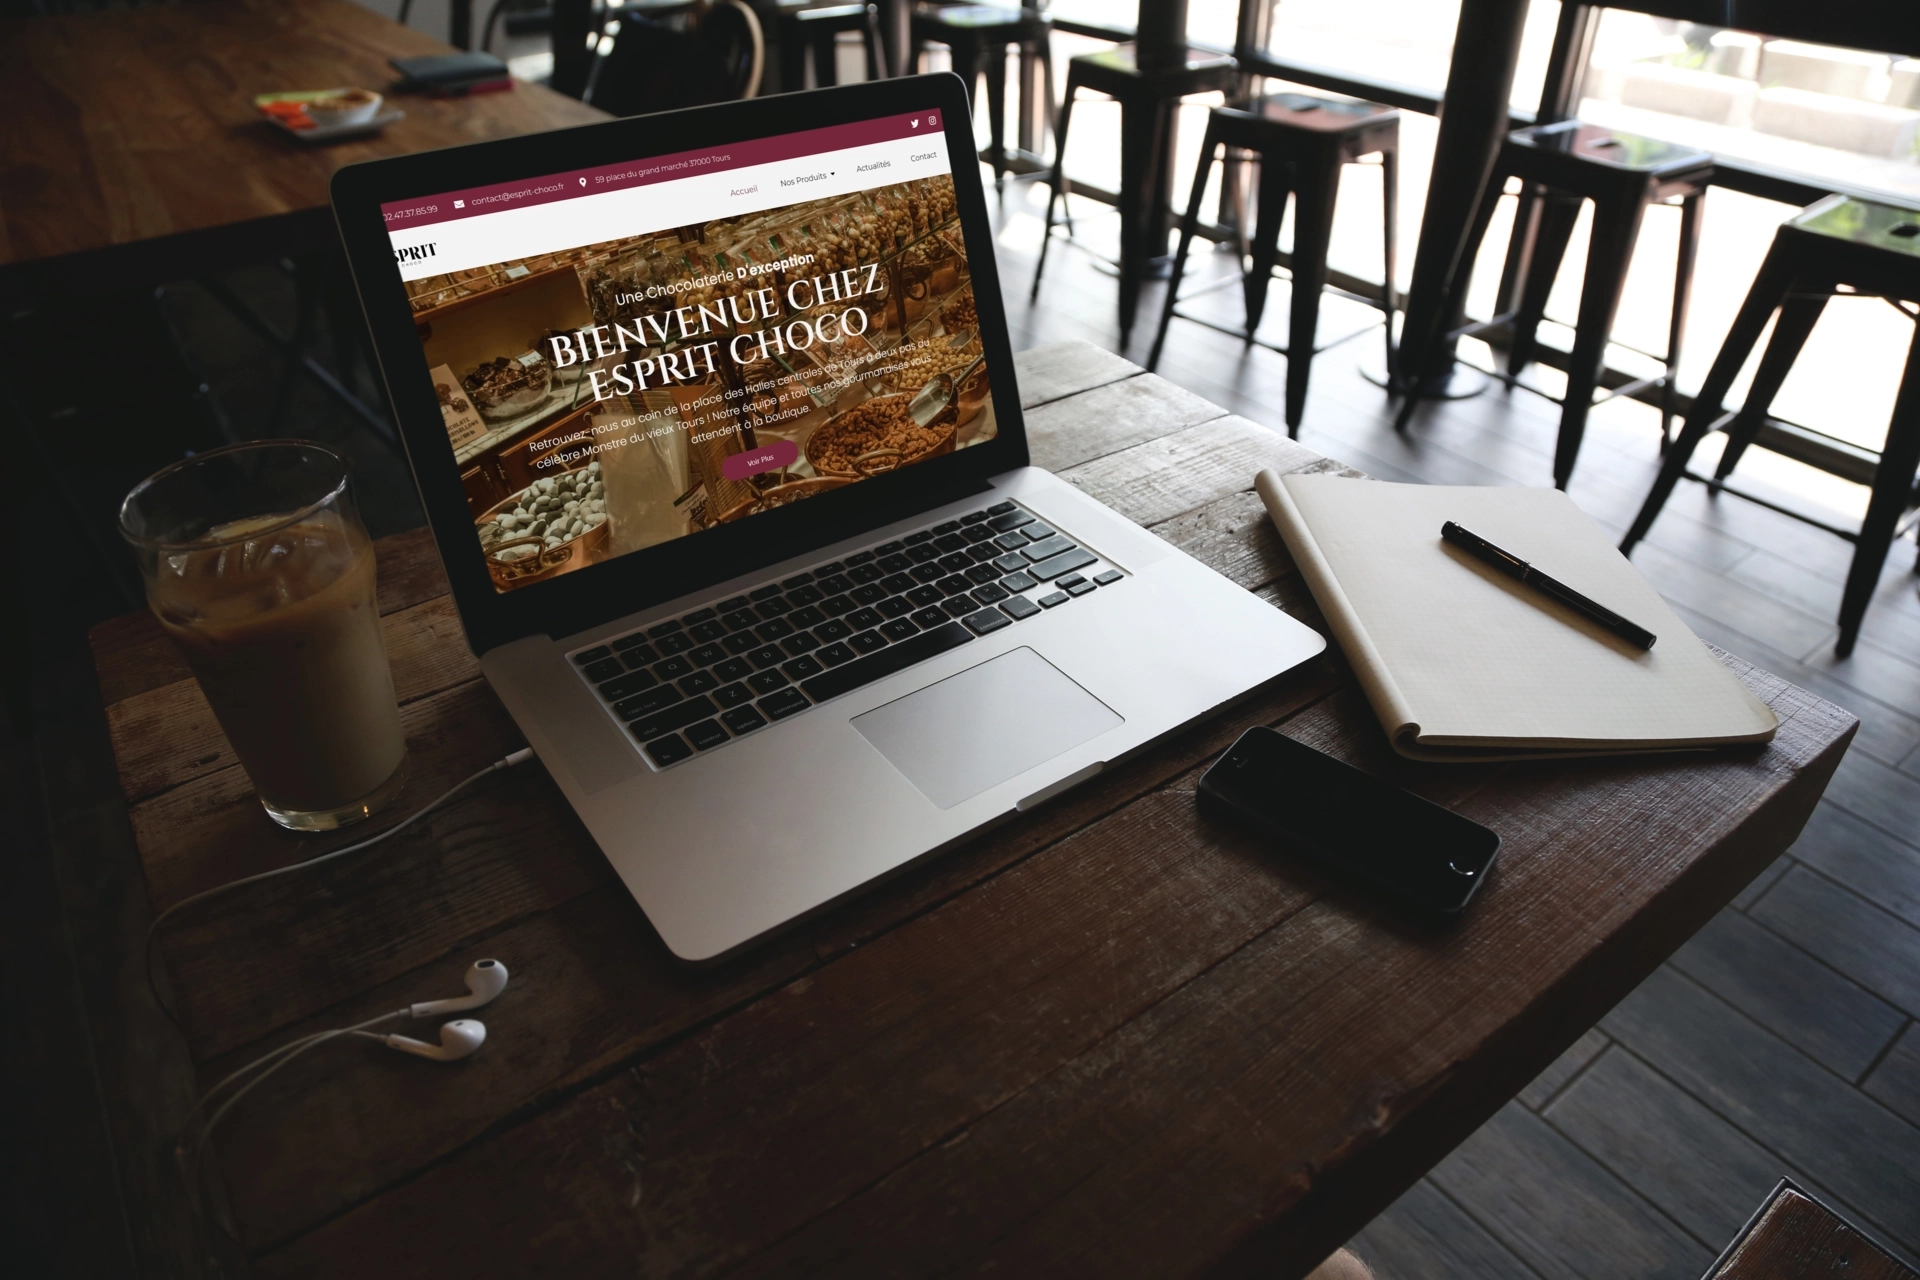 02.47.37.85.99 contact@esprit-choco.fr 59 place du grand marché 37000 Tours
SPRIT
CHOCO
Accueil Nos Produits Actualités Contact
Une Chocolaterie D'exception
BIENVENUE CHEZ
ESPRIT CHOCO
Retrouvez-nous au coin de la place des Halles centrales de Tours à deux pas du
célèbre Monstre du vieux Tours ! Notre équipe et toutes nos gourmandises vous
attendent à la boutique.
Voir Plus